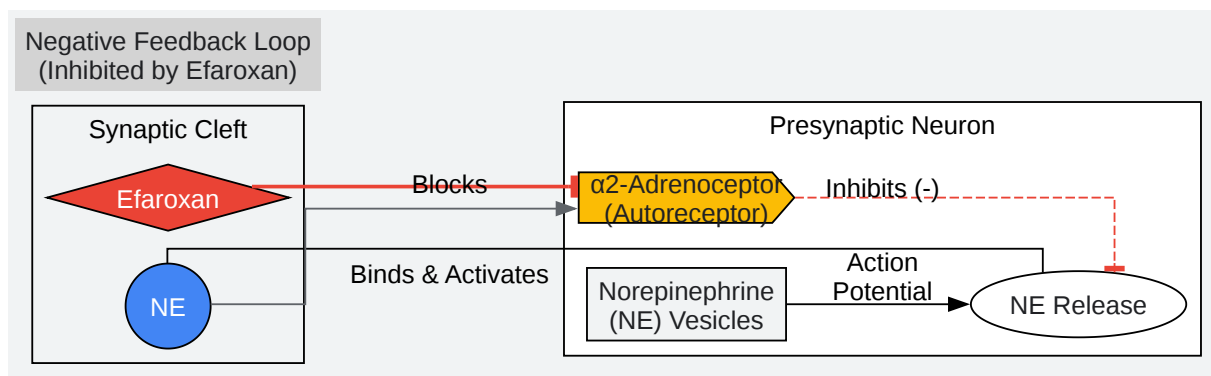 Negative Feedback Loop
(Inhibited by Efaroxan)
Synaptic Cleft
Presynaptic Neuron
Efaroxan
Blocks
α2-Adrenoceptor
(Autoreceptor)
Inhibits (-)
NE
Binds & Activates
Norepinephrine
(NE) Vesicles
Action
Potential
NE Release